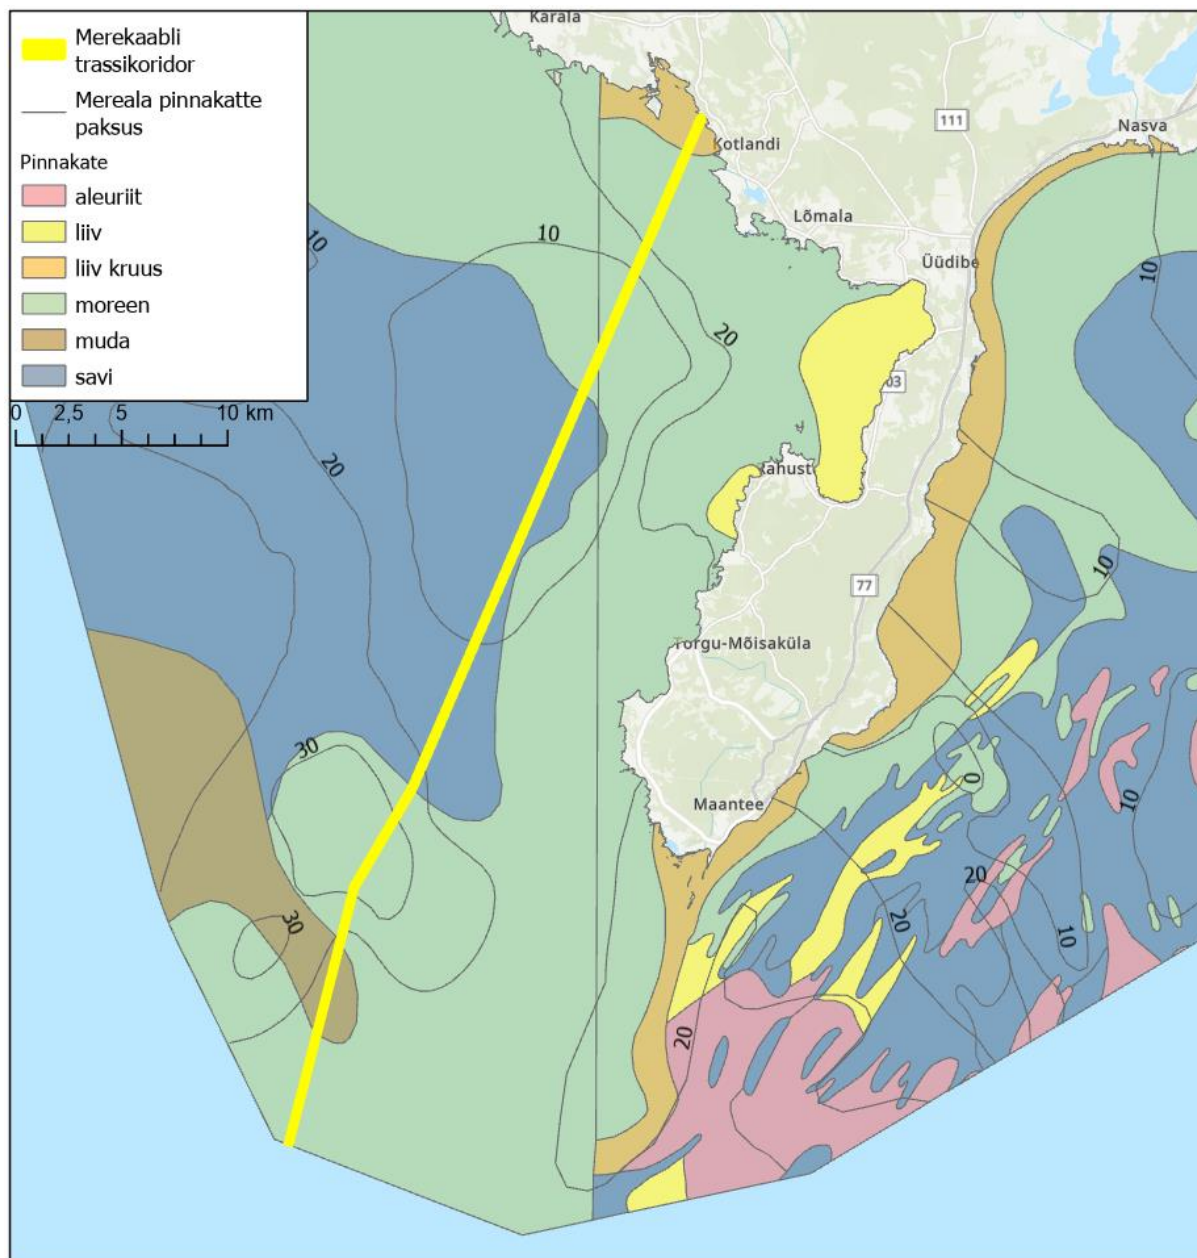 Merekaabli
trassikoridor
Mereala pinnakatte
paksus
Pinnakate
aleuriit
liiv
liiv kruus
moreen
muda
savi
0 2,5 5 10 km
Karala
111
Nasva
Kotlandi
Lõmala
Üüdibe
10
10
10
20
03
20
Rahust
10
77
Torgu-Mõisaküla
30
0
Maantee
10
20
30
20
10
20